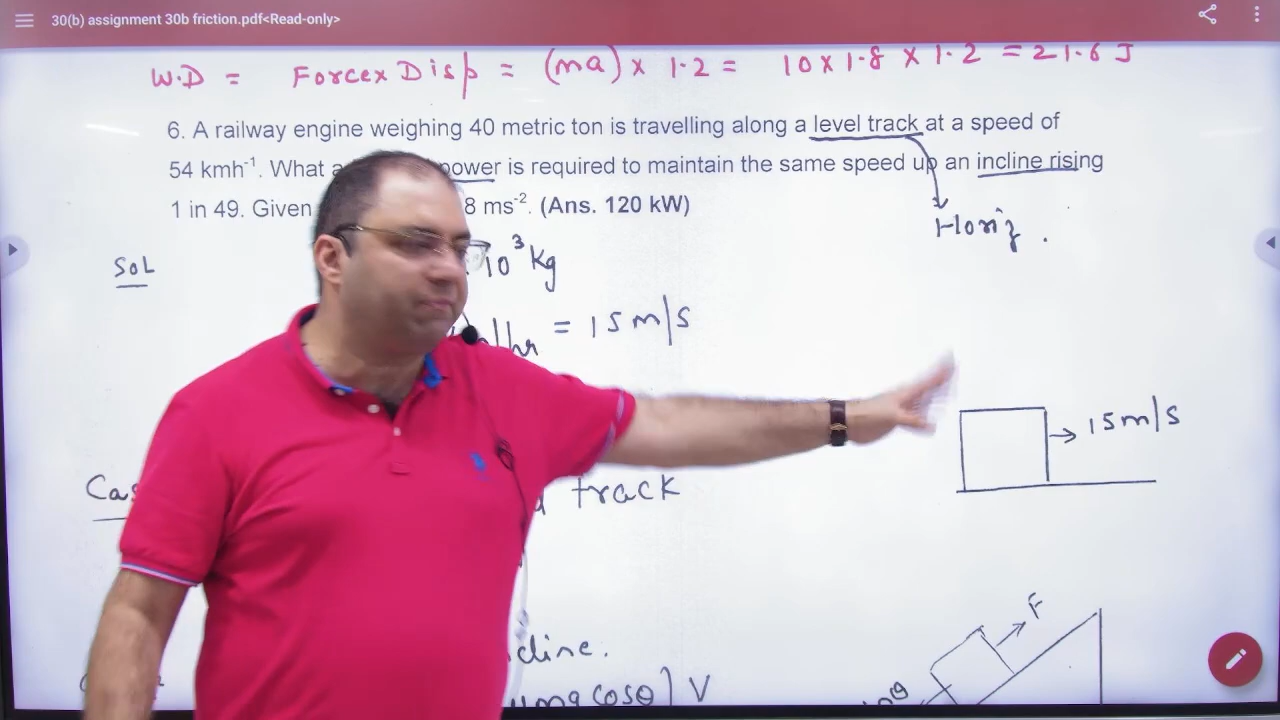 30(b) assignment 30b friction.pdf<Read-only>
W.D = Force x Disp = (ma) x 1.2 = 10 x 1.8 x 1.2 = 21.6 J
6. A railway engine weighing 40 metric ton is travelling along a level track at a speed of
54 kmh⁻¹. What power is required to maintain the same speed up an incline rising
1 in 49. Given 8 ms⁻². (Ans. 120 kW)
Horiz.
SOL
10³ Kg
hr = 15 m/s
→ 15 m/s
track
F
cline.
mg cosθ] V